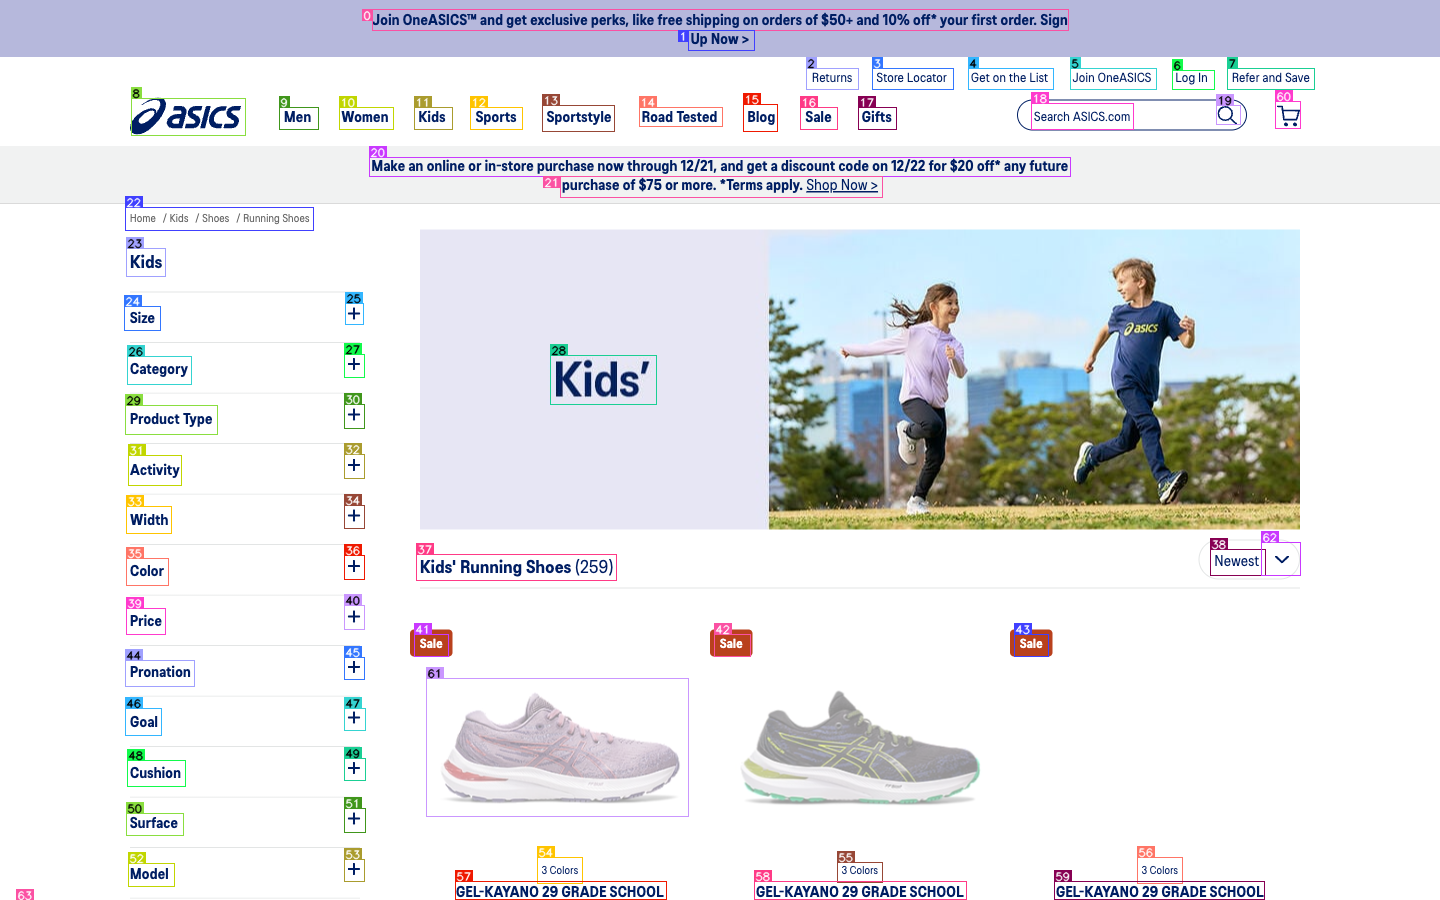 Join OneASICS™ and get exclusive perks, like free shipping on orders of $50+ and 10% off* your first order. Sign
Up Now >
Returns
Store Locator
Get on the List
Join OneASICS
Log In
Refer and Save
asics
Men
Women
Kids
Sports
Sportstyle
Road Tested
Blog
Sale
Gifts
Search ASICS.com
Make an online or in-store purchase now through 12/21, and get a discount code on 12/22 for $20 off* any future
purchase of $75 or more. *Terms apply. Shop Now >
Home / Kids / Shoes / Running Shoes
Kids
Size
Category
Product Type
Activity
Width
Color
Price
Pronation
Goal
Cushion
Surface
Model
Kids’
asics
Kids' Running Shoes (259)
Newest
Sale
Sale
Sale
3 Colors
3 Colors
3 Colors
GEL-KAYANO 29 GRADE SCHOOL
GEL-KAYANO 29 GRADE SCHOOL
GEL-KAYANO 29 GRADE SCHOOL
0
1
2
3
4
5
6
7
8
9
10
11
12
13
14
15
16
17
18
19
60
20
21
22
23
24
25
26
27
28
29
30
31
32
33
34
35
36
37
38
62
39
40
41
42
43
44
45
61
46
47
48
49
50
51
52
53
54
55
56
57
58
59
63